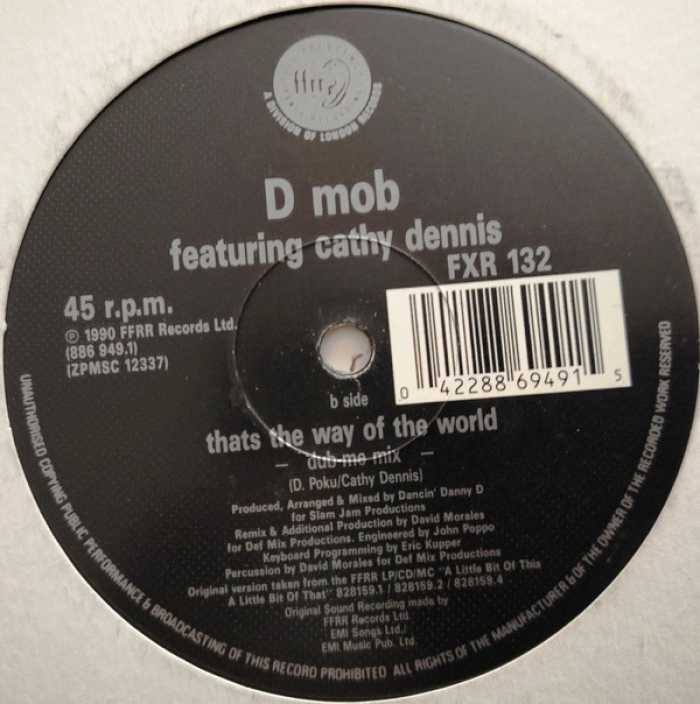 ffrr
A DIVISION OF LONDON RECORDS
D mob
featuring cathy dennis
FXR 132
45 r.p.m.
℗ 1990 FFRR Records Ltd.
(886 949.1)
(ZPMSC 12337)
0 42288 69491 5
b side
thats the way of the world
— dub-me mix —
(D. Poku/Cathy Dennis)
Produced, Arranged & Mixed by Dancin' Danny D
for Slam Jam Productions
Remix & Additional Production by David Morales
for Def Mix Productions. Engineered by John Poppo
Keyboard Programming by Eric Kupper
Percussion by David Morales for Def Mix Productions
Original version taken from the FFRR LP/CD/MC "A Little Bit Of This
A Little Bit Of That" 828159.1 / 828159.2 / 828159.4
Original Sound Recording made by
FFRR Records Ltd.
EMI Songs Ltd./
EMI Music Pub. Ltd.
UNAUTHORISED COPYING PUBLIC PERFORMANCE & BROADCASTING OF THIS RECORD PROHIBITED ALL RIGHTS OF THE MANUFACTURER & OF THE OWNER OF THE RECORDED WORK RESERVED